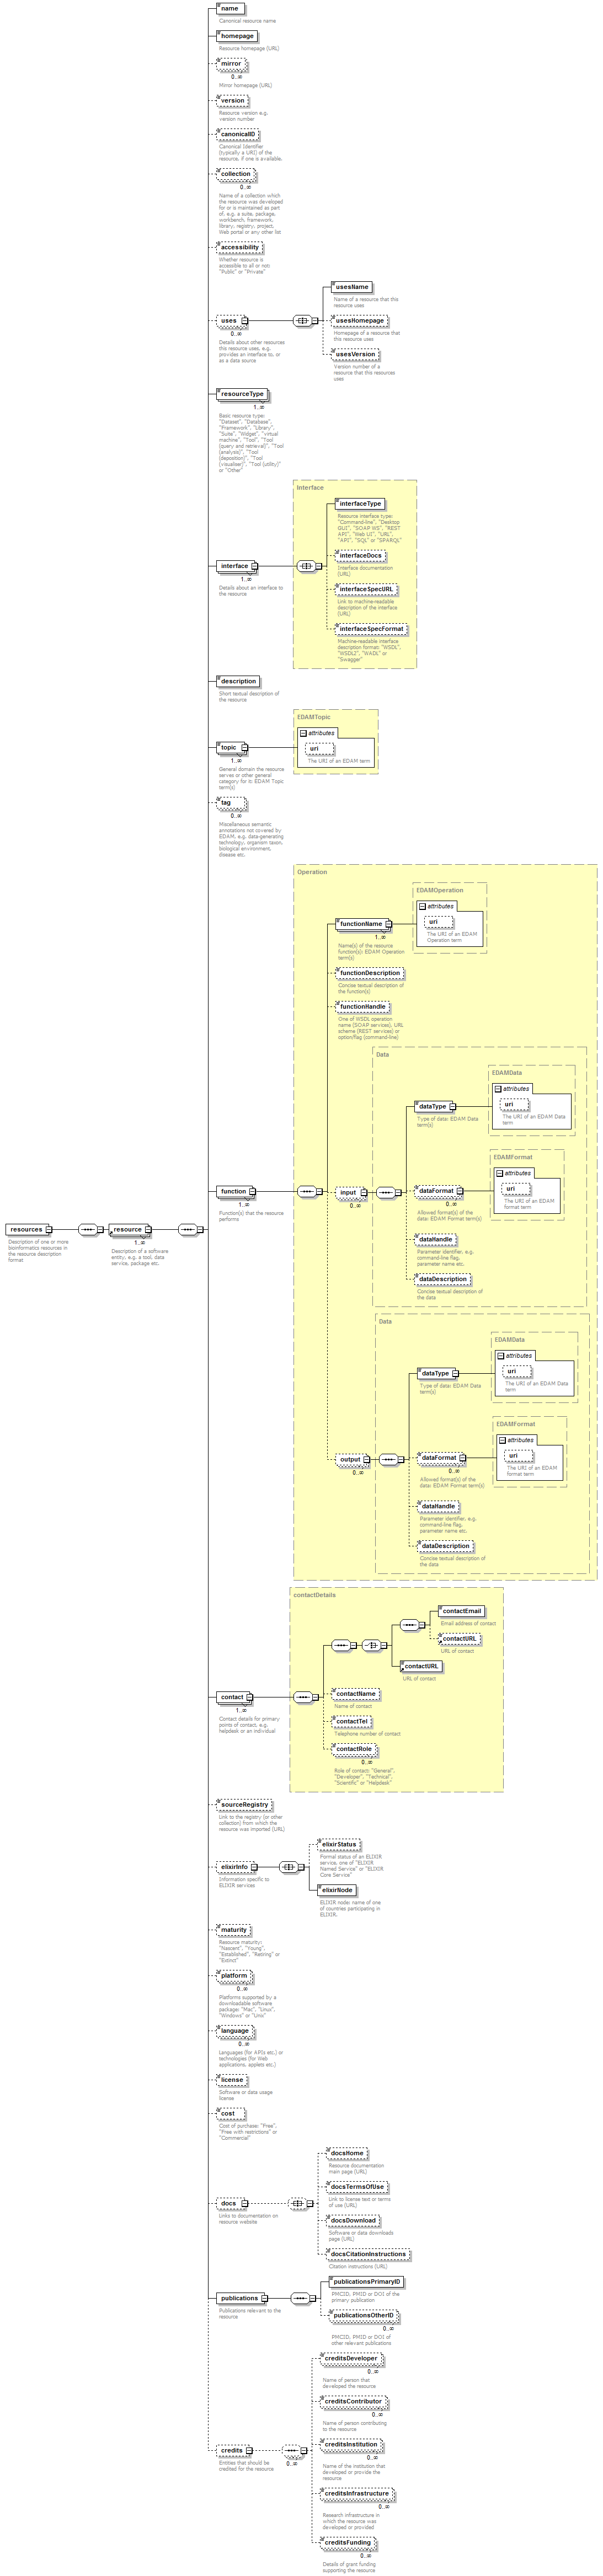 name
Canonical resource name
homepage
Resource homepage (URL)
mirror
0..∞
Mirror homepage (URL)
version
Resource version e.g.
version number
canonicalID
Canonical Identifier
(typically a URI) of the
resource, if one is available.
collection
0..∞
Name of a collection which
the resource was developed
for or is maintained as part
of, e.g. a suite, package,
workbench, framework,
library, registry, project,
Web portal or any other list
accessibility
Whether resource is
accessible to all or not:
"Public" or "Private"
uses
0..∞
Details about other resources
this resource uses, e.g.
provides an interface to, or
as a data source
usesName
Name of a resource that this
resource uses
usesHomepage
Homepage of a resource that
this resource uses
usesVersion
Version number of a
resource that this resources
uses
resourceType
1..∞
Basic resource type:
"Dataset", "Database",
"Framework", "Library",
"Suite", "Widget", "virtual
machine", "Tool", "Tool
(query and retrieval)", "Tool
(analysis)", "Tool
(deposition)", "Tool
(visualiser)", "Tool (utility)"
or "Other"
interface
1..∞
Details about an interface to
the resource
Interface
interfaceType
Resource interface type:
"Command-line", "Desktop
GUI", "SOAP WS", "REST
API", "Web UI", "URL",
"API", "SQL" or "SPARQL"
interfaceDocs
Interface documentation
(URL)
interfaceSpecURL
Link to machine-readable
description of the interface
(URL)
interfaceSpecFormat
Machine-readable interface
description format: "WSDL",
"WSDL2", "WADL" or
"Swagger"
description
Short textual description of
the resource
topic
1..∞
General domain the resource
serves or other general
category for it: EDAM Topic
term(s)
EDAMTopic
attributes
uri
The URI of an EDAM term
tag
0..∞
Miscellaneous semantic
annotations not covered by
EDAM, e.g. data-generating
technology, organism taxon,
biological environment,
disease etc.
Operation
functionName
1..∞
Name(s) of the resource
function(s): EDAM Operation
term(s)
EDAMOperation
attributes
uri
The URI of an EDAM
Operation term
functionDescription
Concise textual description of
the function(s)
functionHandle
One of WSDL operation
name (SOAP services), URL
scheme (REST services) or
option/flag (command-line)
resources
Description of one or more
bioinformatics resources in
the resource description
format
resource
1..∞
Description of a software
entity, e.g. a tool, data
service, package etc.
function
1..∞
Function(s) that the resource
performs
input
0..∞
Data
dataType
Type of data: EDAM Data
term(s)
EDAMData
attributes
uri
The URI of an EDAM Data
term
dataFormat
0..∞
Allowed format(s) of the
data: EDAM Format term(s)
EDAMFormat
attributes
uri
The URI of an EDAM
format term
dataHandle
Parameter identifier, e.g.
command-line flag,
parameter name etc.
dataDescription
Concise textual description of
the data
output
0..∞
Data
dataType
Type of data: EDAM Data
term(s)
EDAMData
attributes
uri
The URI of an EDAM Data
term
dataFormat
0..∞
Allowed format(s) of the
data: EDAM Format term(s)
EDAMFormat
attributes
uri
The URI of an EDAM
format term
dataHandle
Parameter identifier, e.g.
command-line flag,
parameter name etc.
dataDescription
Concise textual description of
the data
contact
1..∞
Contact details for primary
points of contact, e.g.
helpdesk or an individual
contactDetails
contactEmail
Email address of contact
contactURL
URL of contact
contactURL
URL of contact
contactName
Name of contact
contactTel
Telephone number of contact
contactRole
0..∞
Role of contact: "General",
"Developer", "Technical",
"Scientific" or "Helpdesk"
sourceRegistry
Link to the registry (or other
collection) from which the
resource was imported (URL)
elixirInfo
Information specific to
ELIXIR services
elixirStatus
Formal status of an ELIXIR
service, one of "ELIXIR
Named Service" or "ELIXIR
Core Service"
elixirNode
ELIXIR node: name of one
of countries participating in
ELIXIR.
maturity
Resource maturity:
"Nascent", "Young",
"Established", "Retiring" or
"Extinct"
platform
0..∞
Platforms supported by a
downloadable software
package: "Mac", "Linux",
"Windows" or "Unix"
language
0..∞
Languages (for APIs etc.) or
technologies (for Web
applications, applets etc.)
license
Software or data usage
license
cost
Cost of purchase: "Free",
"Free with restrictions" or
"Commercial"
docs
Links to documentation on
resource website
docsHome
Resource documentation
main page (URL)
docsTermsOfUse
Link to license text or terms
of use (URL)
docsDownload
Software or data downloads
page (URL)
docsCitationInstructions
Citation instructions (URL)
publications
Publications relevant to the
resource
publicationsPrimaryID
PMCID, PMID or DOI of the
primary publication
publicationsOtherID
0..∞
PMCID, PMID or DOI of
other relevant publications
credits
Entities that should be
credited for the resource
0..∞
creditsDeveloper
0..∞
Name of person that
developed the resource
creditsContributor
0..∞
Name of person contributing
to the resource
creditsInstitution
0..∞
Name of the institution that
developed or provide the
resource
creditsInfrastructure
0..∞
Research infrastructure in
which the resource was
developed or provided
creditsFunding
0..∞
Details of grant funding
supporting the resource